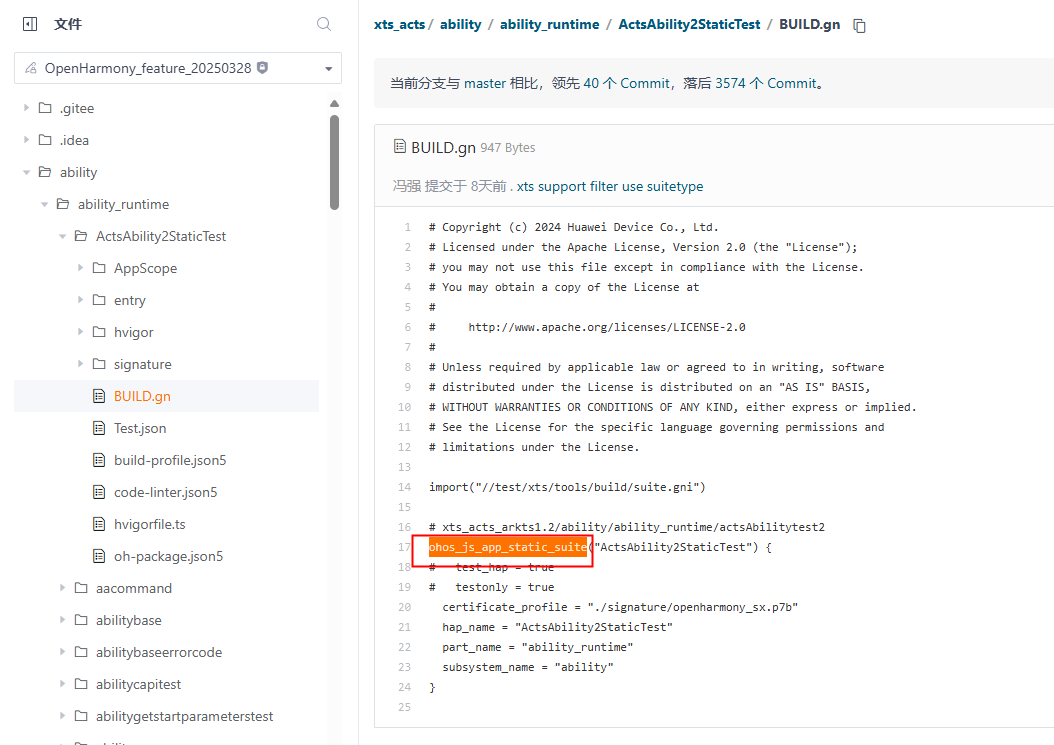 文件
OpenHarmony_feature_20250328
.gitee
.idea
ability
ability_runtime
ActsAbility2StaticTest
AppScope
entry
hvigor
signature
BUILD.gn
Test.json
build-profile.json5
code-linter.json5
hvigorfile.ts
oh-package.json5
aacommand
abilitybase
abilitybaseerrorcode
abilitycapitest
abilitygetstartparameterstest
xts_acts / ability / ability_runtime / ActsAbility2StaticTest / BUILD.gn
当前分支与 master 相比，领先 40 个 Commit，落后 3574 个 Commit。
BUILD.gn 947 Bytes
冯强 提交于 8天前 . xts support filter use suitetype
1 # Copyright (c) 2024 Huawei Device Co., Ltd.
2 # Licensed under the Apache License, Version 2.0 (the "License");
3 # you may not use this file except in compliance with the License.
4 # You may obtain a copy of the License at
5 #
6 #     http://www.apache.org/licenses/LICENSE-2.0
7 #
8 # Unless required by applicable law or agreed to in writing, software
9 # distributed under the License is distributed on an "AS IS" BASIS,
10 # WITHOUT WARRANTIES OR CONDITIONS OF ANY KIND, either express or implied.
11 # See the License for the specific language governing permissions and
12 # limitations under the License.
13
14 import("//test/xts/tools/build/suite.gni")
15
16 # xts_acts_arkts1.2/ability/ability_runtime/actsAbilitytest2
17 ohos_js_app_static_suite("ActsAbility2StaticTest") {
18 #   test_hap = true
19 #   testonly = true
20   certificate_profile = "./signature/openharmony_sx.p7b"
21   hap_name = "ActsAbility2StaticTest"
22   part_name = "ability_runtime"
23   subsystem_name = "ability"
24 }
25